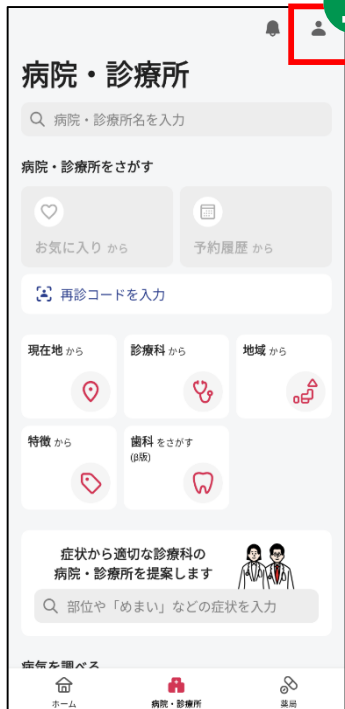 病院・診療所
病院・診療所名を入力
病院・診療所をさがす
お気に入り から
予約履歴 から
再診コードを入力
現在地 から
診療科 から
地域 から
特徴 から
歯科 をさがす
(β版)
症状から適切な診療科の
病院・診療所を提案します
部位や「めまい」などの症状を入力
病気を調べる
ホーム
病院・診療所
薬局